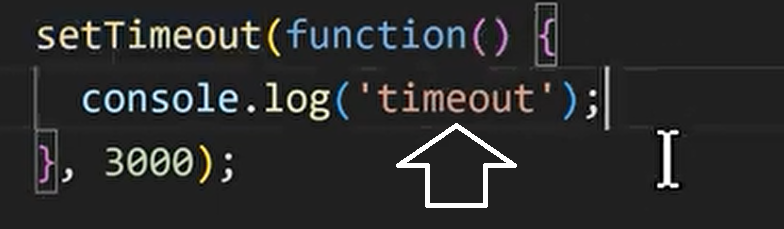 setTimeout(function() {
console.log('timeout');
}, 3000);